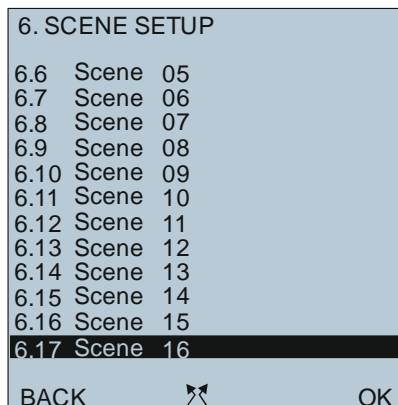 6. SCENE SETUP
6.6 Scene 05
6.7 Scene 06
6.8 Scene 07
6.9 Scene 08
6.10 Scene 09
6.11 Scene 10
6.12 Scene 11
6.13 Scene 12
6.14 Scene 13
6.15 Scene 14
6.16 Scene 15
6.17 Scene 16
BACK OK